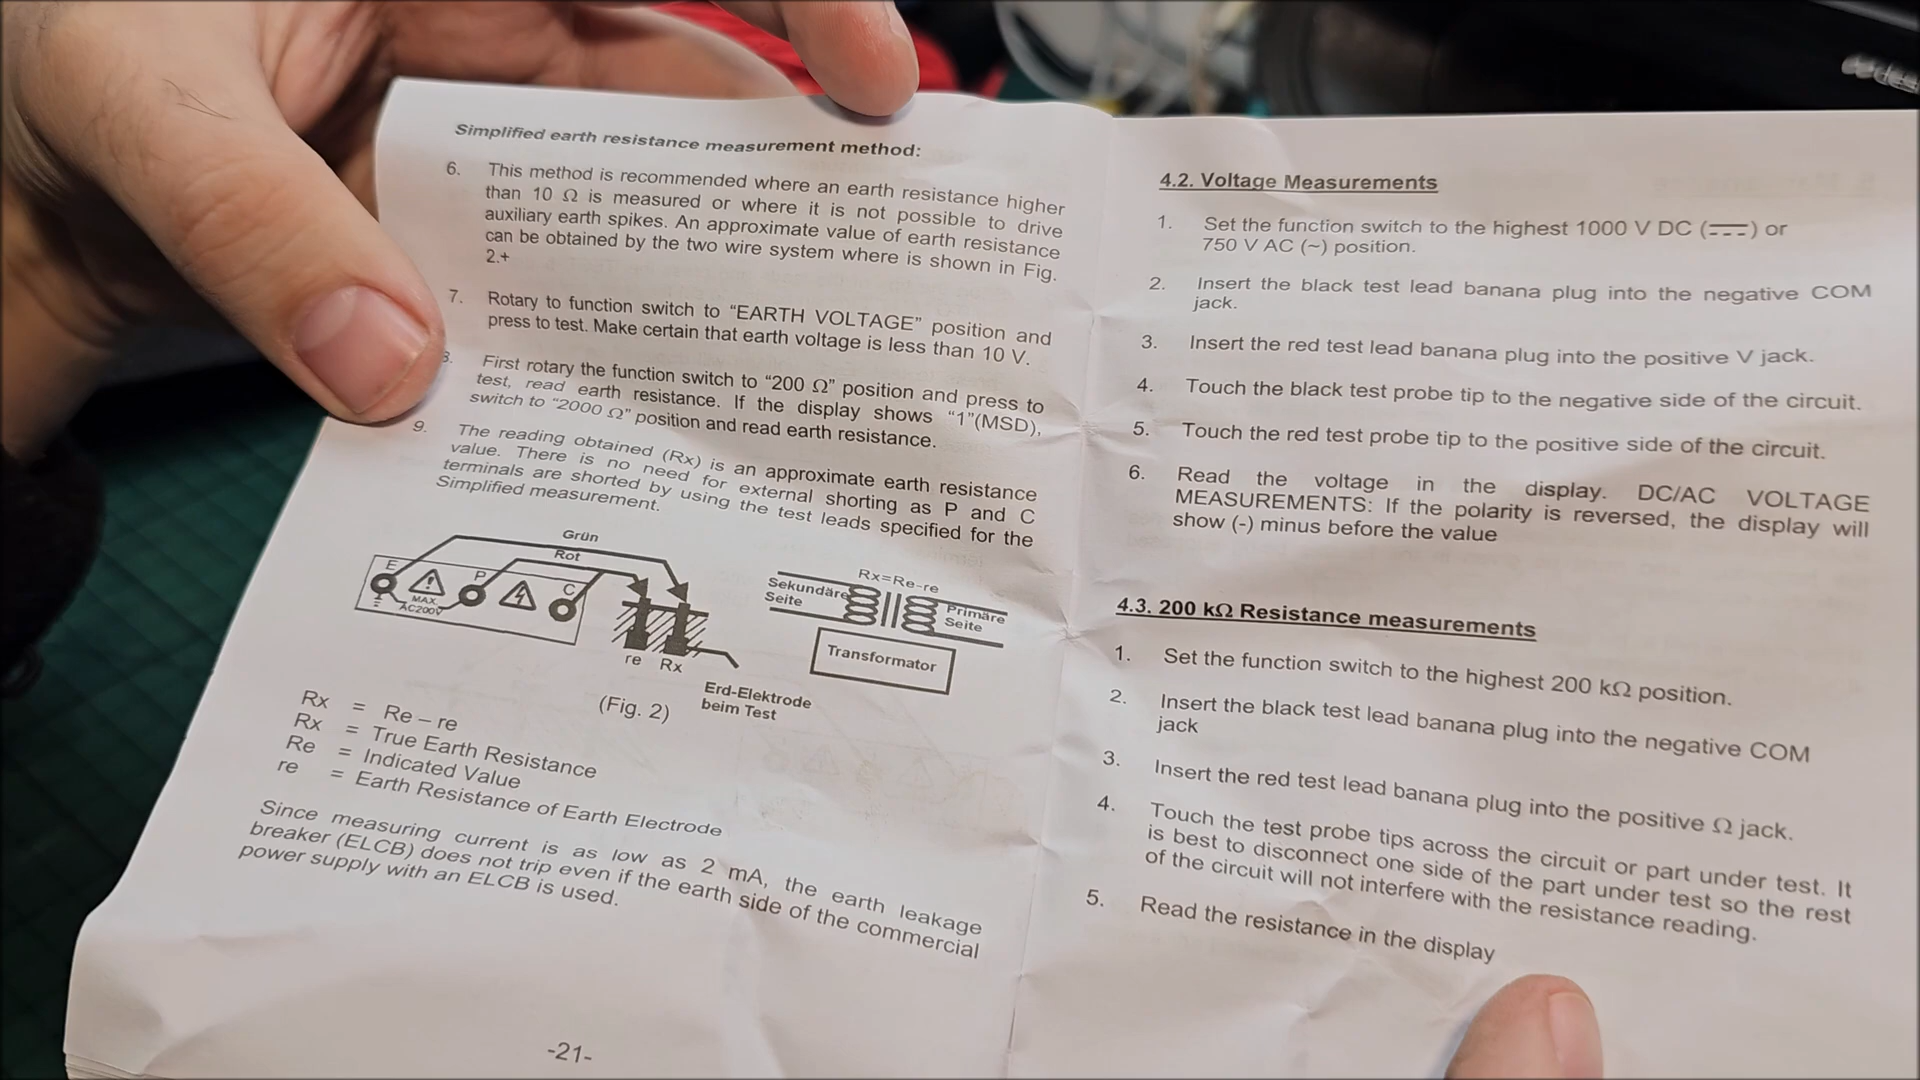 Simplified earth resistance measurement method:
6. This method is recommended where an earth resistance higher
than 10 Ω is measured or where it is not possible to drive
auxiliary earth spikes. An approximate value of earth resistance
can be obtained by the two wire system where is shown in Fig.
2.+
7. Rotary to function switch to “EARTH VOLTAGE” position and
press to test. Make certain that earth voltage is less than 10 V.
8. First rotary the function switch to “200 Ω” position and press to
test, read earth resistance. If the display shows “1”(MSD),
switch to “2000 Ω” position and read earth resistance.
9. The reading obtained (Rx) is an approximate earth resistance
value. There is no need for external shorting as P and C
terminals are shorted by using the test leads specified for the
Simplified measurement.
Grün
Rot
E
P
C
MAX.
AC200V
re Rx
Erd-Elektrode
beim Test
Rx=Re-re
Sekundäre
Seite
Primäre
Seite
Transformator
(Fig. 2)
Rx = Re – re
Rx = True Earth Resistance
Re = Indicated Value
re = Earth Resistance of Earth Electrode
Since measuring current is as low as 2 mA, the earth leakage
breaker (ELCB) does not trip even if the earth side of the commercial
power supply with an ELCB is used.
-21-
4.2. Voltage Measurements
1. Set the function switch to the highest 1000 V DC (⎓) or
750 V AC (~) position.
2. Insert the black test lead banana plug into the negative COM
jack.
3. Insert the red test lead banana plug into the positive V jack.
4. Touch the black test probe tip to the negative side of the circuit.
5. Touch the red test probe tip to the positive side of the circuit.
6. Read the voltage in the display. DC/AC VOLTAGE
MEASUREMENTS: If the polarity is reversed, the display will
show (-) minus before the value
4.3. 200 kΩ Resistance measurements
1. Set the function switch to the highest 200 kΩ position.
2. Insert the black test lead banana plug into the negative COM
jack
3. Insert the red test lead banana plug into the positive Ω jack.
4. Touch the test probe tips across the circuit or part under test. It
is best to disconnect one side of the part under test so the rest
of the circuit will not interfere with the resistance reading.
5. Read the resistance in the display